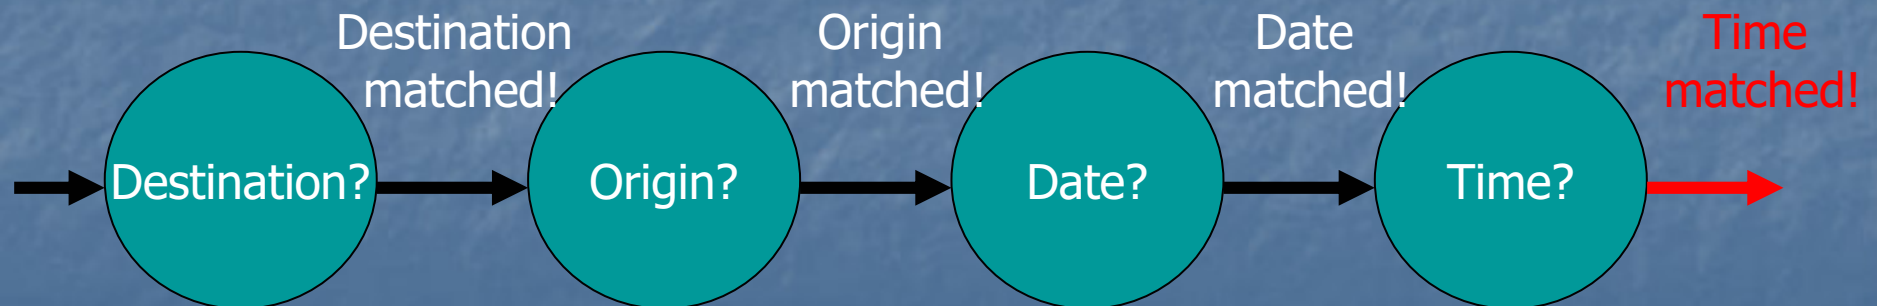 Destination matched!
Origin matched!
Date matched!
Time matched!
Destination?
Origin?
Date?
Time?